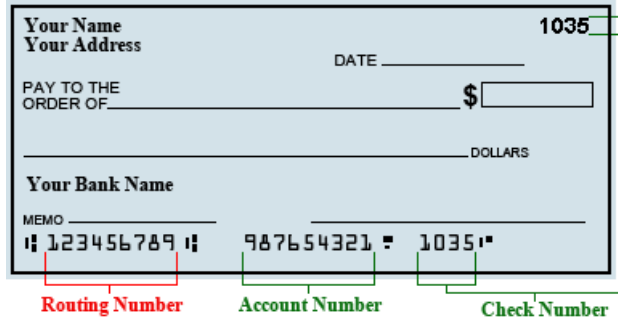 Your Name 1035
Your Address
DATE
PAY TO THE
ORDER OF $
DOLLARS
Your Bank Name
MEMO
⑆123456789⑆ 987654321⑈ 1035⑈
Routing Number Account Number Check Number